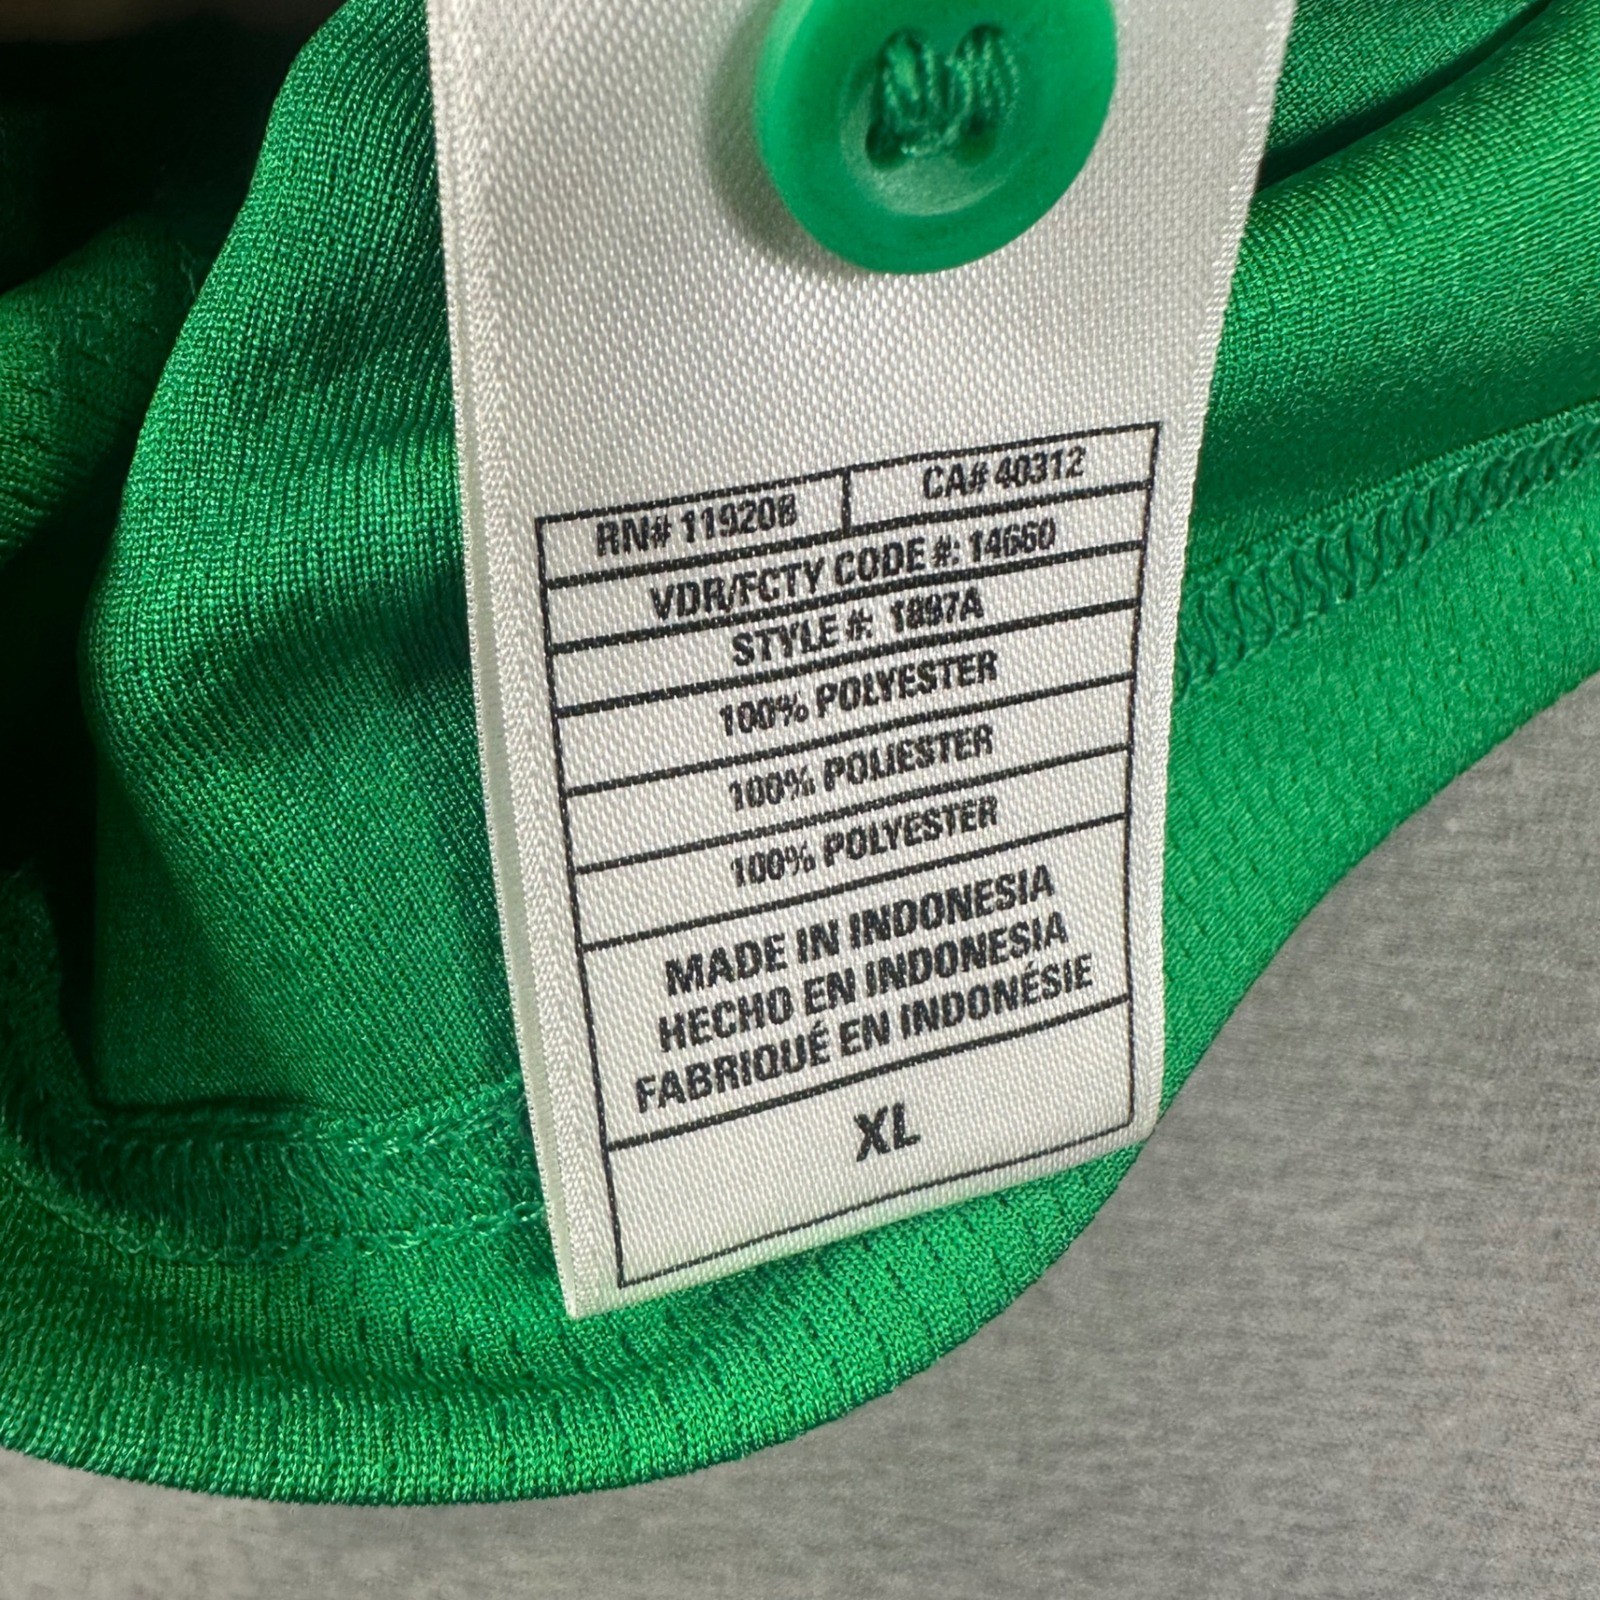 RN# 119208
CA# 40312
VDR/FCTY CODE #: 14660
STYLE #: 1897A
100% POLYESTER
100% POLIESTER
100% POLYESTER
MADE IN INDONESIA
HECHO EN INDONESIA
FABRIQUÉ EN INDONÉSIE
XL